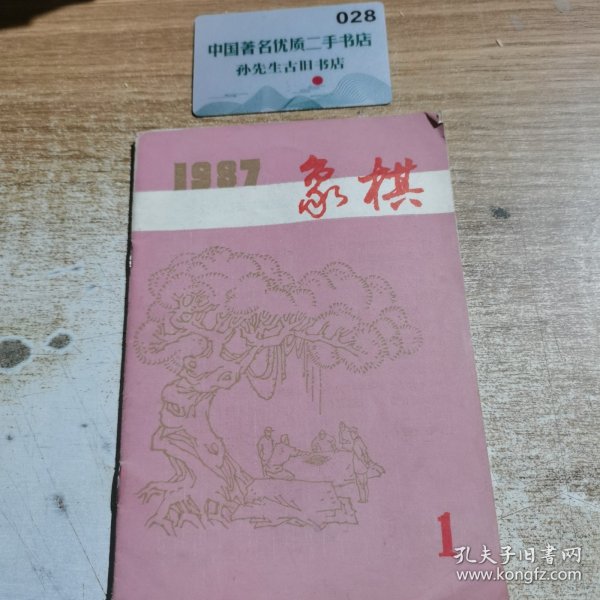 028
中国著名优质二手书店
孙先生古旧书店
1987 象棋
1
孔夫子旧书网
www.kongfz.com